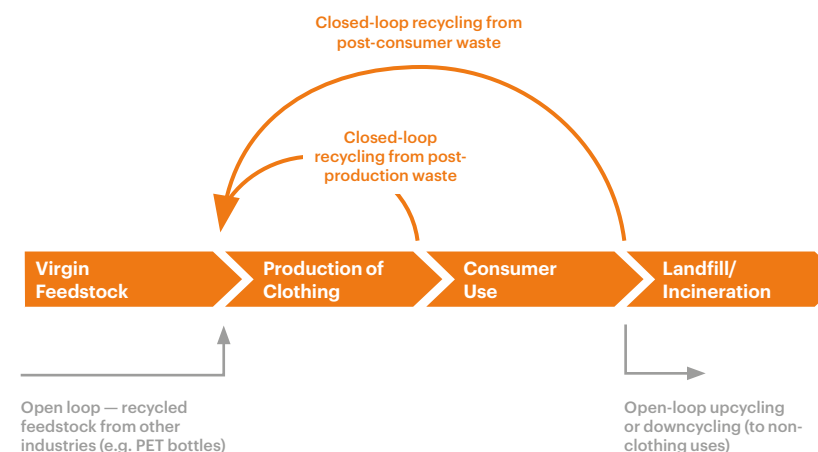 Closed-loop recycling from
post-consumer waste
Closed-loop
recycling from post-
production waste
Virgin
Feedstock
Production of
Clothing
Consumer
Use
Landfill/
Incineration
Open loop — recycled
feedstock from other
industries (e.g. PET bottles)
Open-loop upcycling
or downcycling (to non-
clothing uses)